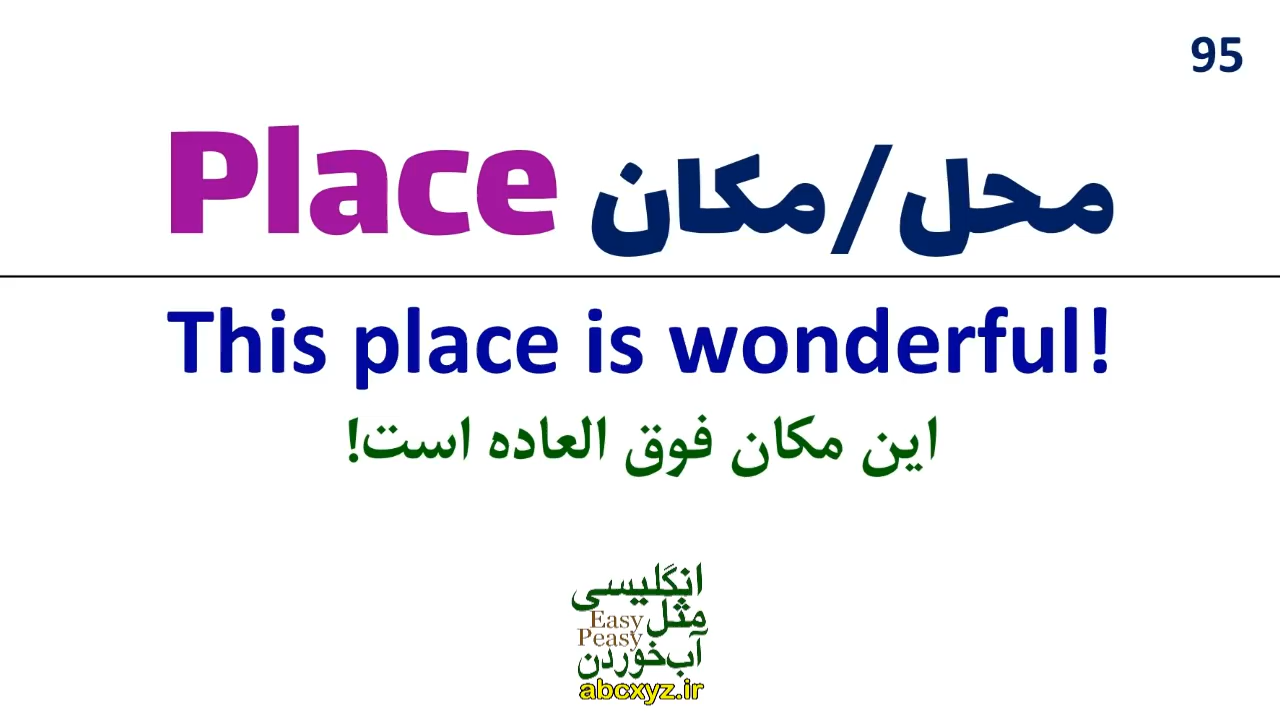 95
Place محل/مکان
This place is wonderful!
این مکان فوق العاده است!
انگلیسی
مثل Easy Peasy
آب‌خوردن
abcxyz.ir